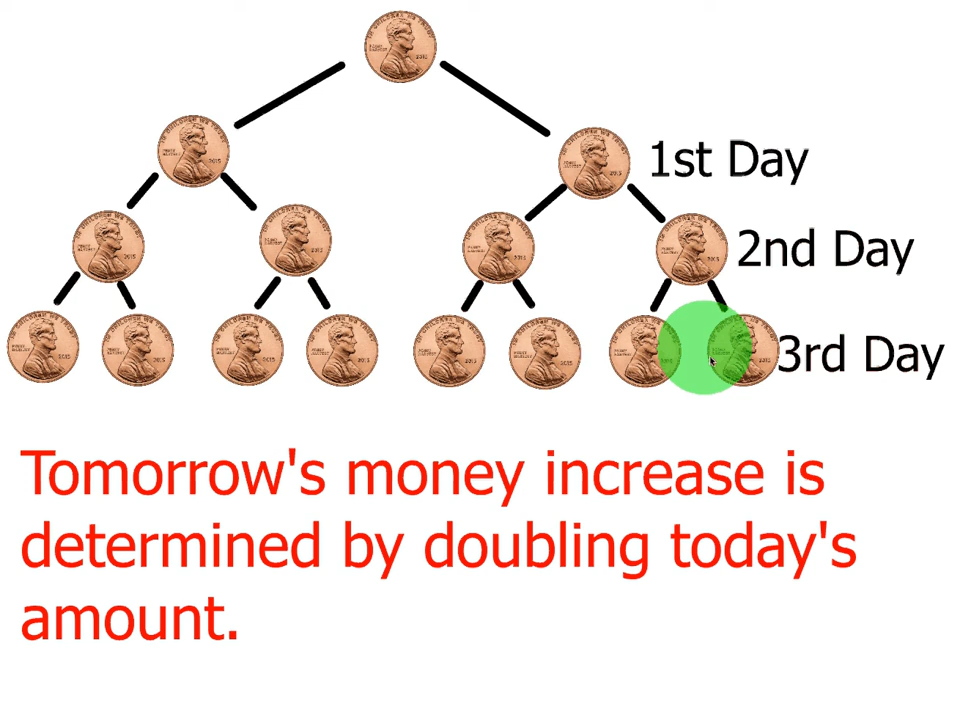 1st Day
2nd Day
3rd Day
Tomorrow's money increase is
determined by doubling today's
amount.